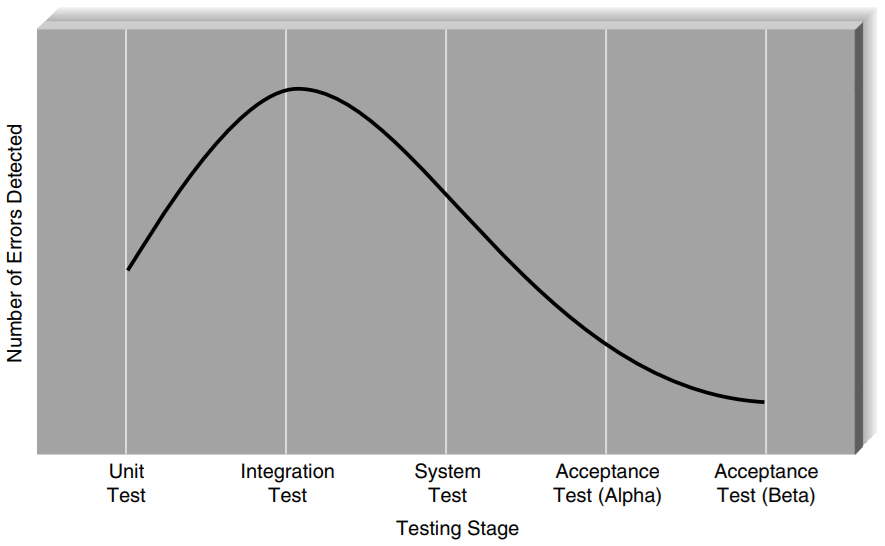 Number of Errors Detected
Unit
Test
Integration
Test
System
Test
Acceptance
Test (Alpha)
Acceptance
Test (Beta)
Testing Stage